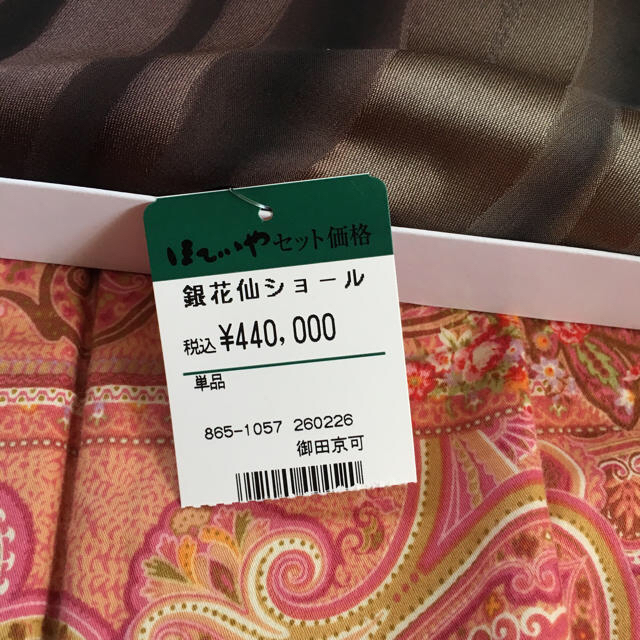 ほていや セット価格
銀花仙ショール
税込 ¥440,000
単品
865-1057 260226
御田京可